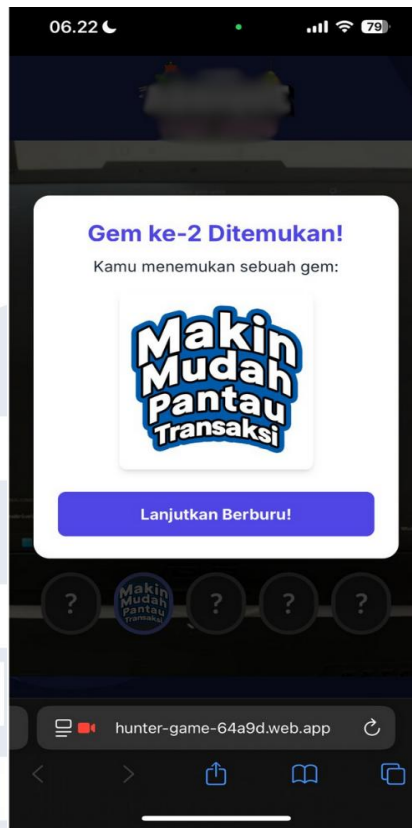 06.22
79
Gem ke-2 Ditemukan!
Kamu menemukan sebuah gem:
Makin
Mudah
Pantau
Transaksi
Lanjutkan Berburu!
?
Makin
Mudah
Pantau
Transaksi
?
?
?
hunter-game-64a9d.web.app